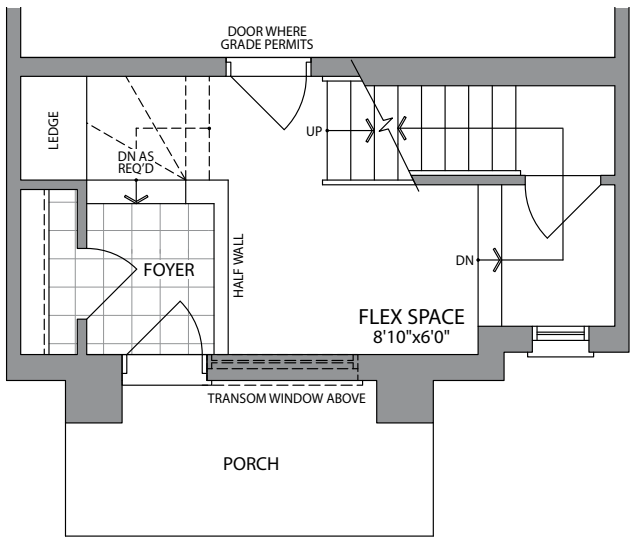 DOOR WHERE
GRADE PERMITS
LEDGE
UP
DN AS
REQ'D
FOYER
HALF WALL
DN
FLEX SPACE
8'10"x6'0"
TRANSOM WINDOW ABOVE
PORCH